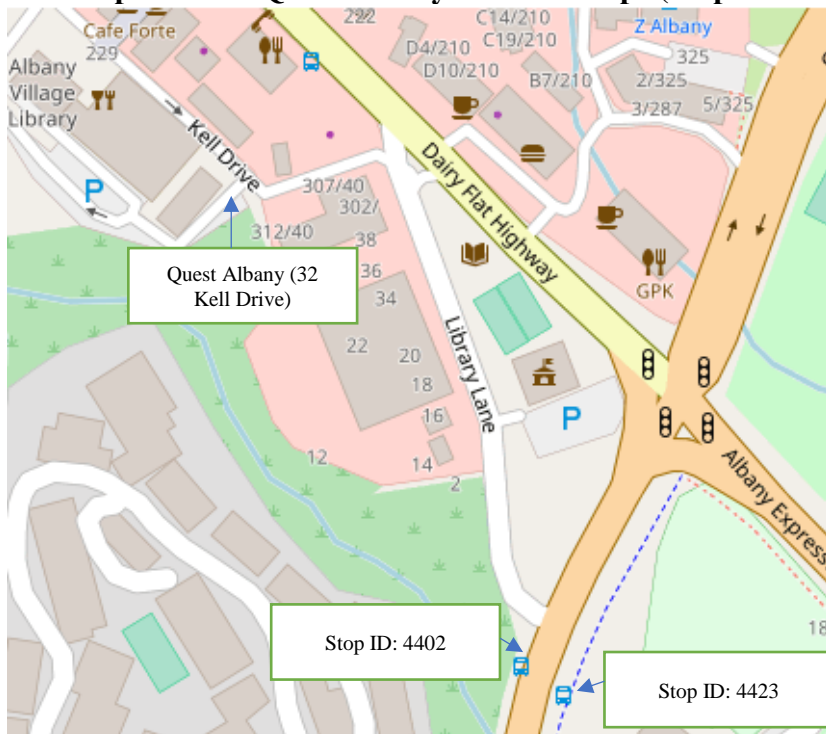 222
C14/210
C19/210
Z Albany
Cafe Forte
229
D4/210
D10/210
B7/210
325
2/325
3/287
5/325
Albany
Village
Library
Kell Drive
P
307/40
302/
312/40
38
36
34
22
20
18
16
14
12
2
Dairy Flat Highway
GPK
Quest Albany (32
Kell Drive)
Library Lane
P
Albany Express
18
Stop ID: 4402
Stop ID: 4423